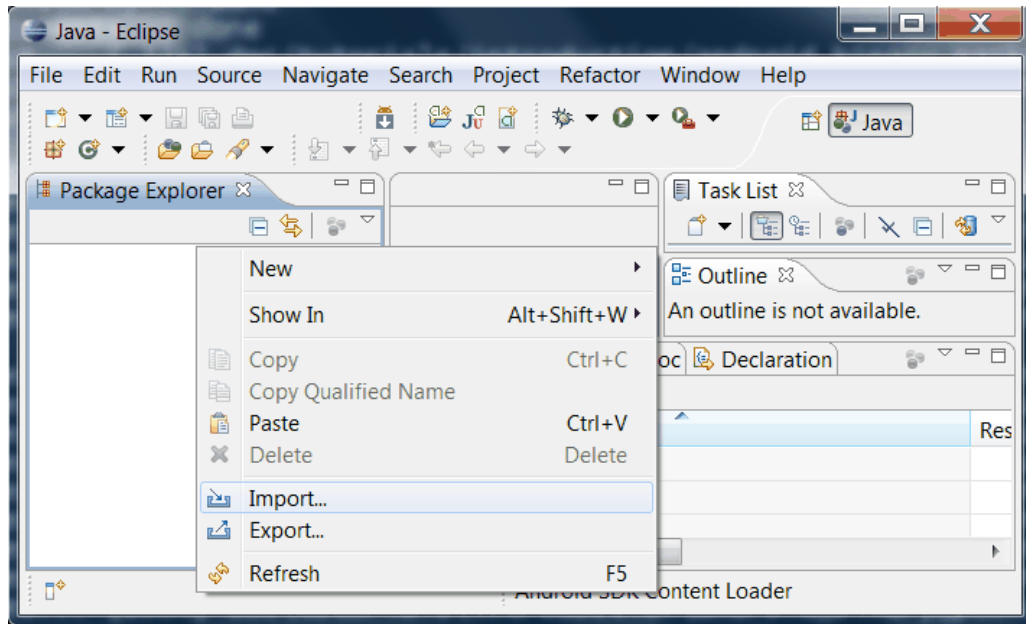 Java - Eclipse
File Edit Run Source Navigate Search Project Refactor Window Help
Java
Package Explorer
Task List
New
Outline
Show In Alt+Shift+W
An outline is not available.
Copy Ctrl+C
oc Declaration
Copy Qualified Name
Paste Ctrl+V
Res
Delete Delete
Import...
Export...
Refresh F5
Android SDK Content Loader